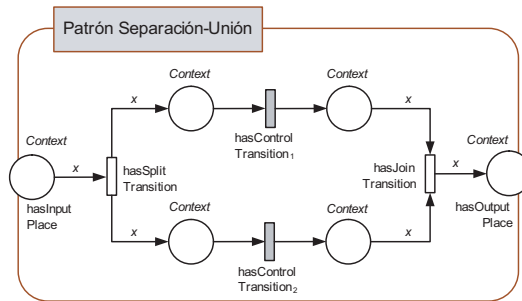 Patrón Separación-Unión
Context
Context
x
x
hasControl
Transition₁
Context
Context
x
x
x
hasInput
Place
hasSplit
Transition
hasJoin
Transition
hasOutput
Place
Context
Context
x
x
hasControl
Transition₂